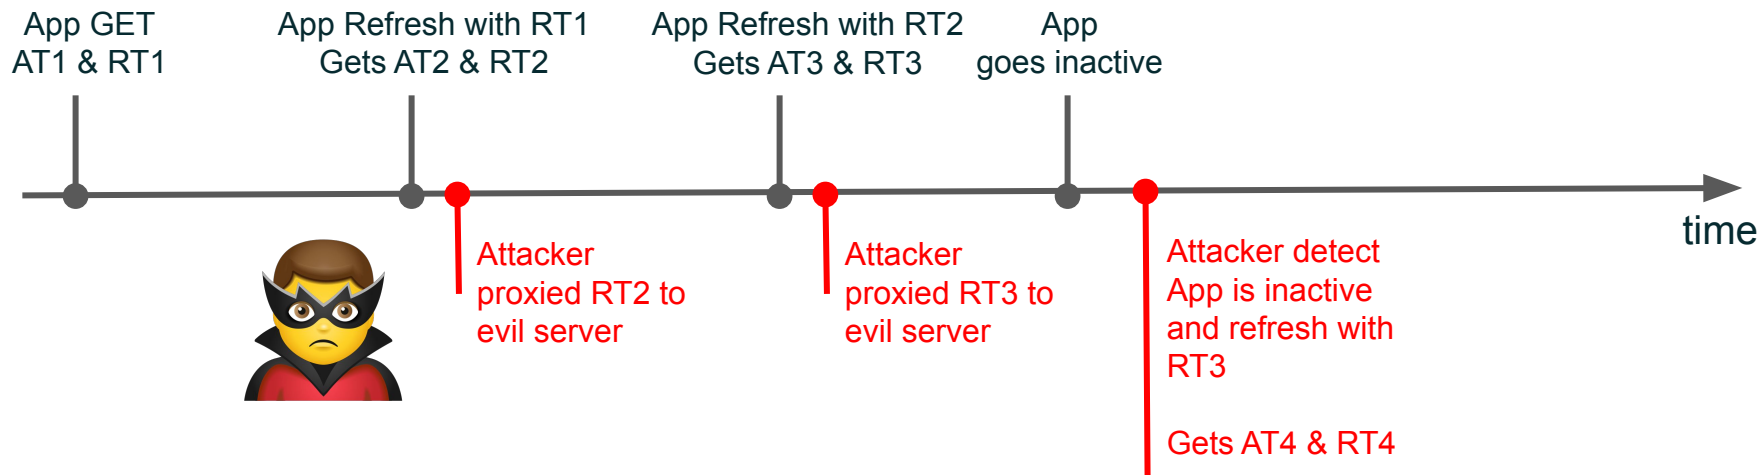 App GET
AT1 & RT1
App Refresh with RT1
Gets AT2 & RT2
App Refresh with RT2
Gets AT3 & RT3
App
goes inactive
time
Attacker
proxied RT2 to
evil server
Attacker
proxied RT3 to
evil server
Attacker detect
App is inactive
and refresh with
RT3
Gets AT4 & RT4